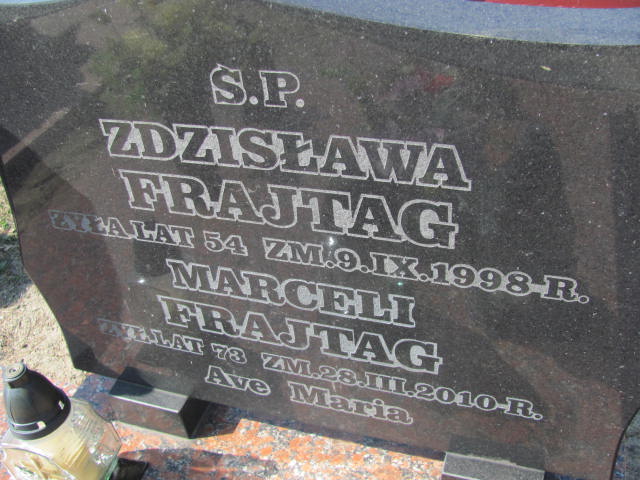 Ś.P.
ZDZISŁAWA
FRAJTAG
ŻYŁA LAT 54 ZM.9.IX.1998 R.
MARCELI
FRAJTAG
ŻYŁ LAT 73 ZM.28.III.2010 R.
Ave Maria